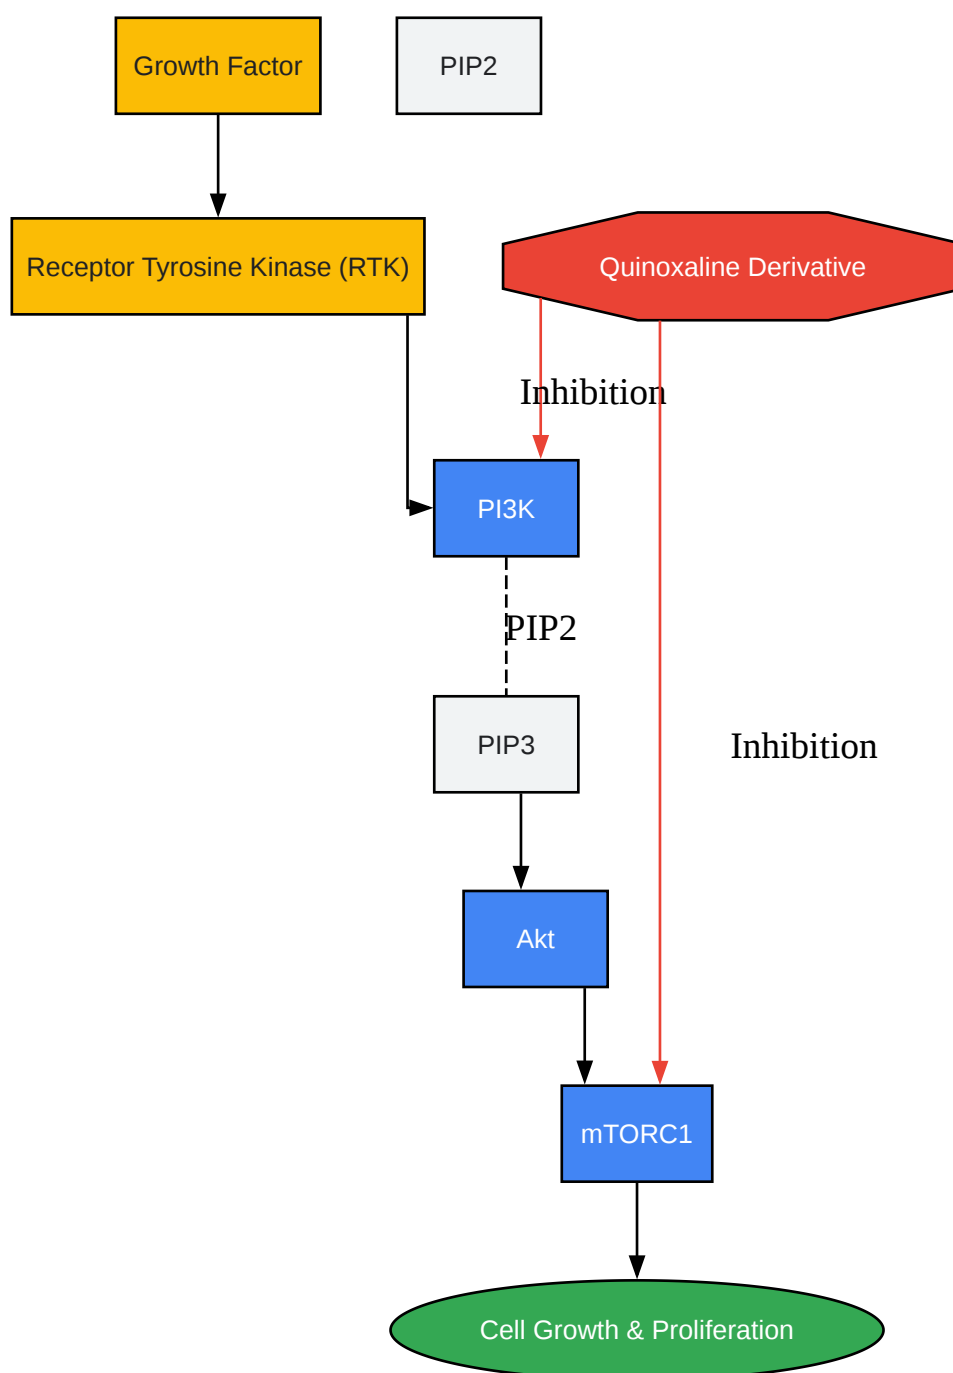 Growth Factor
PIP2
Receptor Tyrosine Kinase (RTK)
Quinoxaline Derivative
Inhibition
PI3K
PIP2
PIP3
Inhibition
Akt
mTORC1
Cell Growth & Proliferation